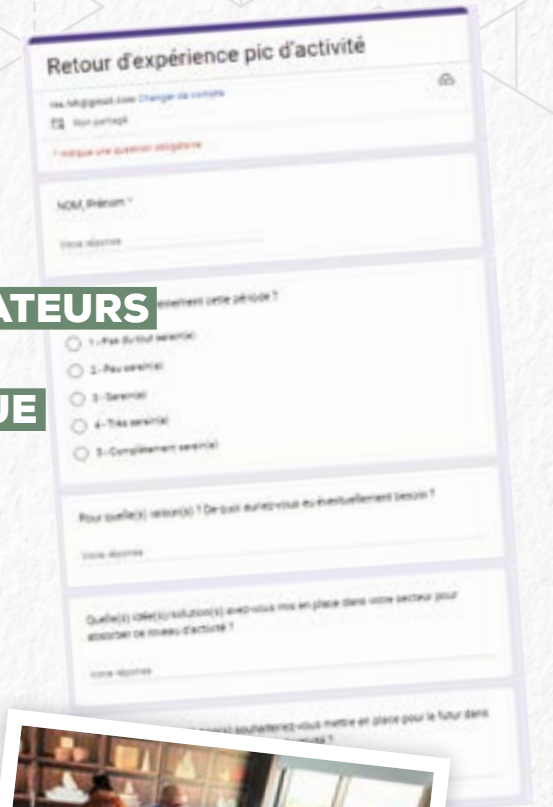 Retour d'expérience pic d'activité
Changer de compte
Non partagé
* Indique une question obligatoire
NOM, Prénom *
Votre réponse
ATEURS
cette période ?
1 - Pas du tout serein(e)
UE
2 - Peu serein(e)
3 - Serein(e)
4 - Très serein(e)
5 - Complètement serein(e)
Pour quelle(s) raison(s) ? De quoi auriez-vous eu éventuellement besoin ?
Votre réponse
Quelle(s) idée(s)/solution(s) avez-vous mis en place dans votre secteur pour
absorber ce niveau d'activité ?
Votre réponse
souhaiteriez-vous mettre en place pour le futur dans